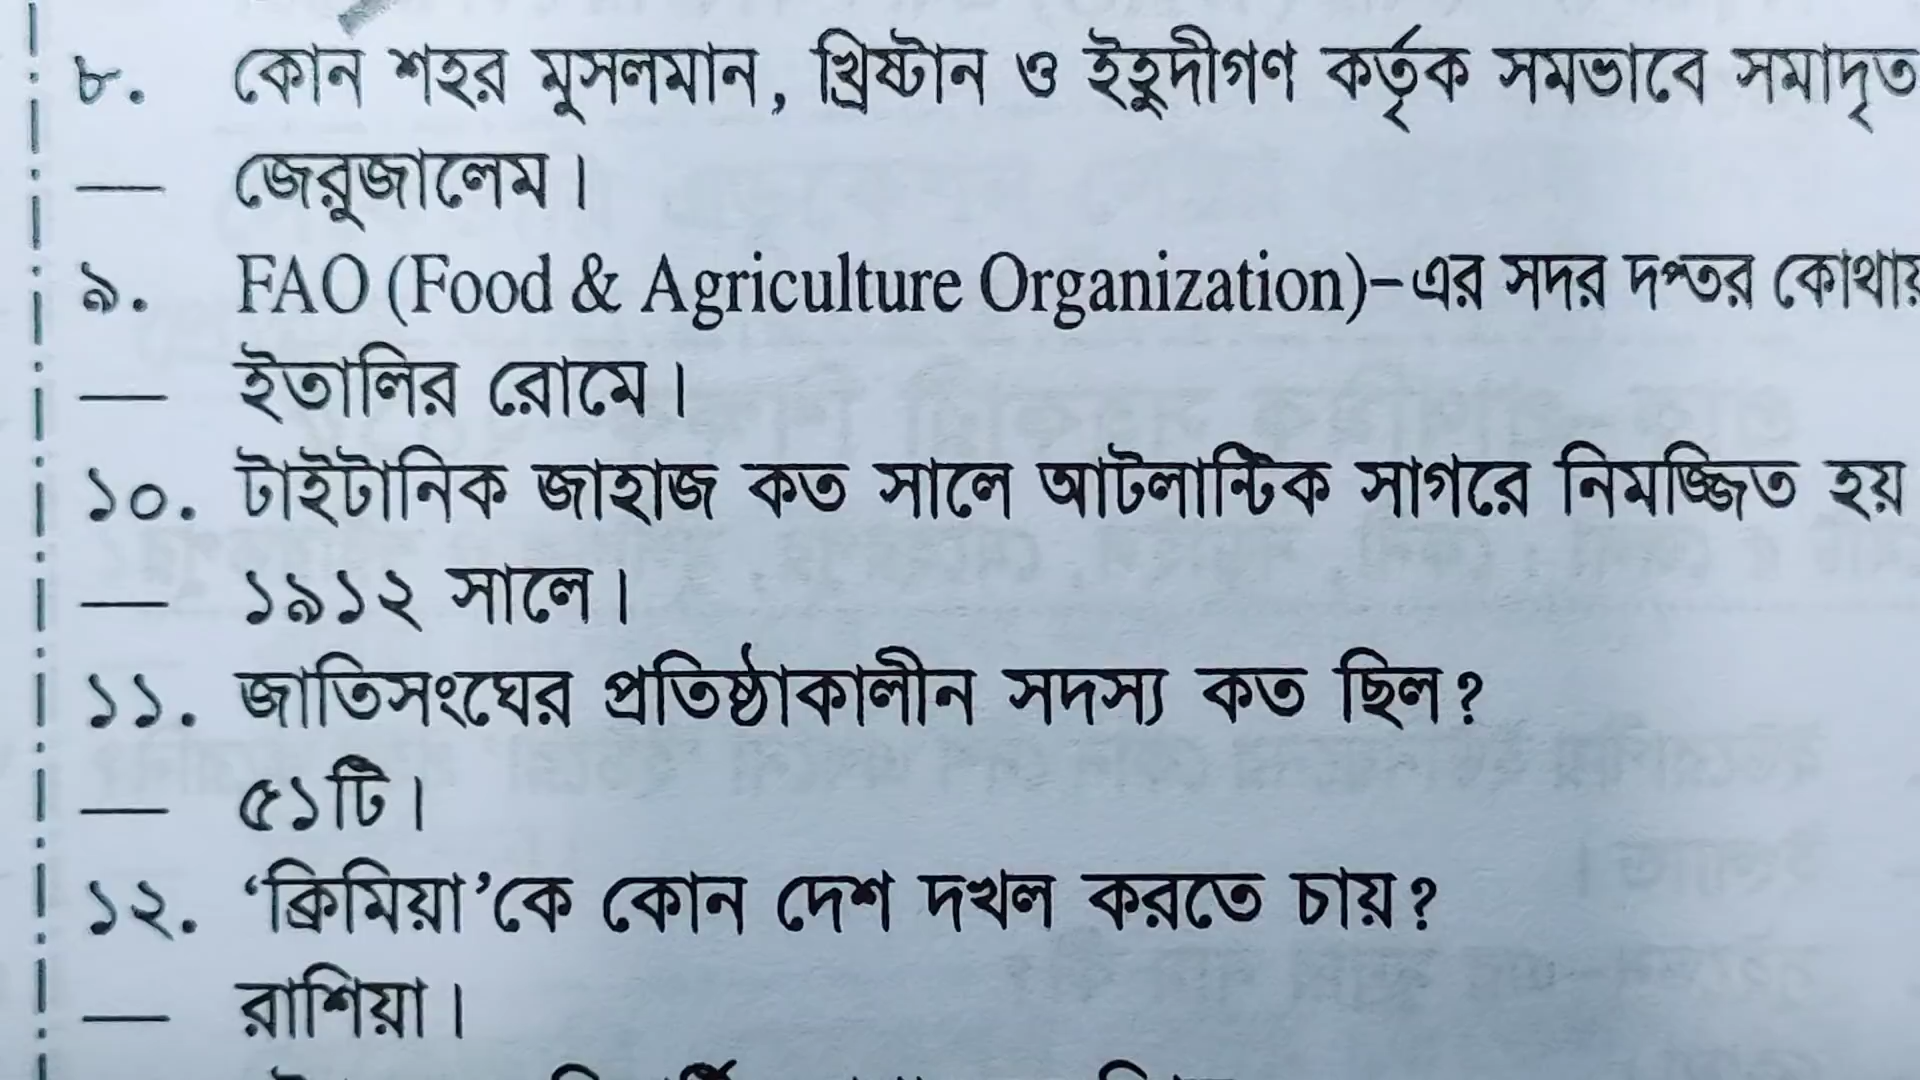 ৮. কোন শহর মুসলমান, খ্রিষ্টান ও ইহুদীগণ কর্তৃক সমভাবে সমাদৃত
— জেরুজালেম।
৯. FAO (Food & Agriculture Organization)–এর সদর দপ্তর কোথায়
— ইতালির রোমে।
১০. টাইটানিক জাহাজ কত সালে আটলান্টিক সাগরে নিমজ্জিত হয়
— ১৯১২ সালে।
১১. জাতিসংঘের প্রতিষ্ঠাকালীন সদস্য কত ছিল?
— ৫১টি।
১২. ‘ক্রিমিয়া’কে কোন দেশ দখল করতে চায়?
— রাশিয়া।